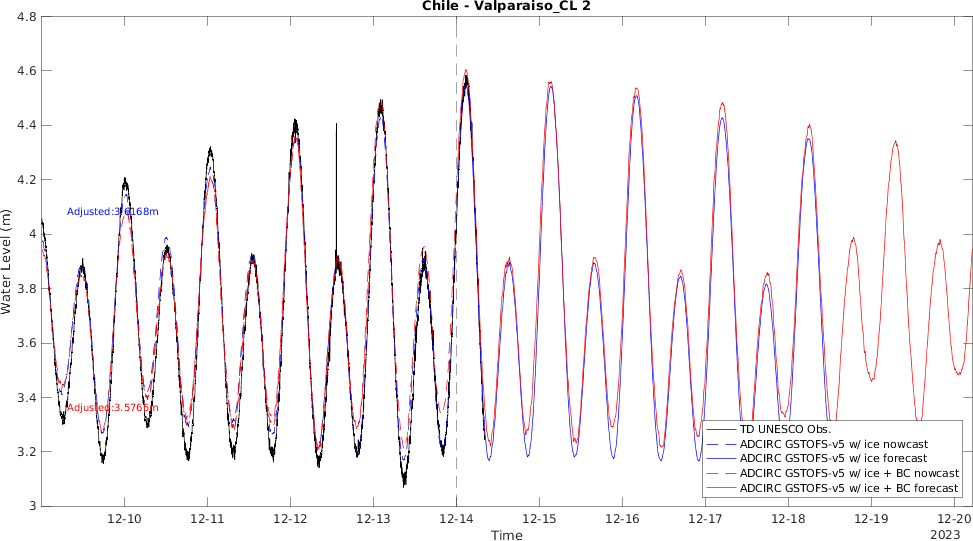 Chile - Valparaiso_CL 2
4.8
4.6
4.4
4.2
4
3.8
3.6
3.4
3.2
3
Water Level (m)
Adjusted:3.6168m
Adjusted:3.5765m
TD UNESCO Obs.
ADCIRC GSTOFS-v5 w/ ice nowcast
ADCIRC GSTOFS-v5 w/ ice forecast
ADCIRC GSTOFS-v5 w/ ice + BC nowcast
ADCIRC GSTOFS-v5 w/ ice + BC forecast
12-10 12-11 12-12 12-13 12-14 12-15 12-16 12-17 12-18 12-19 12-20
2023
Time